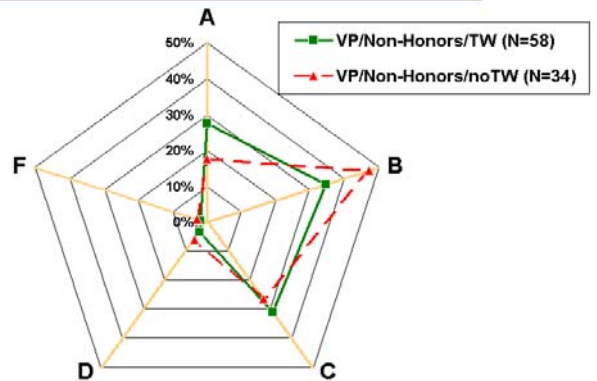 A
VP/Non-Honors/TW (N=58)
VP/Non-Honors/noTW (N=34)
50%
40%
30%
20%
10%
0%
F
B
D
C